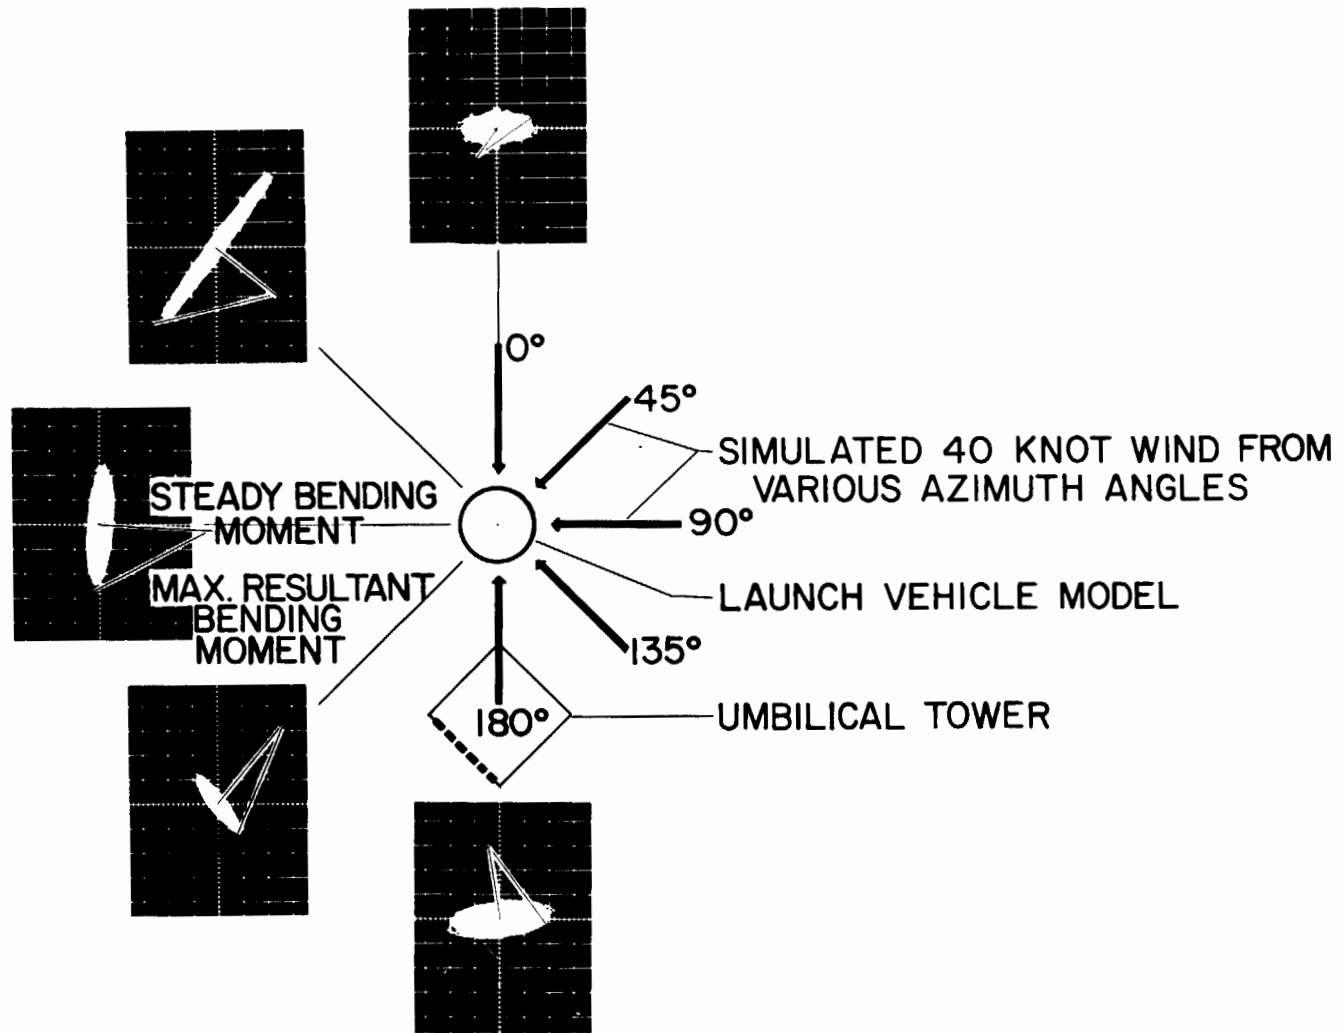 0°
45°
SIMULATED 40 KNOT WIND FROM
VARIOUS AZIMUTH ANGLES
STEADY BENDING
MOMENT
90°
MAX. RESULTANT
BENDING
MOMENT
LAUNCH VEHICLE MODEL
135°
180°
UMBILICAL TOWER